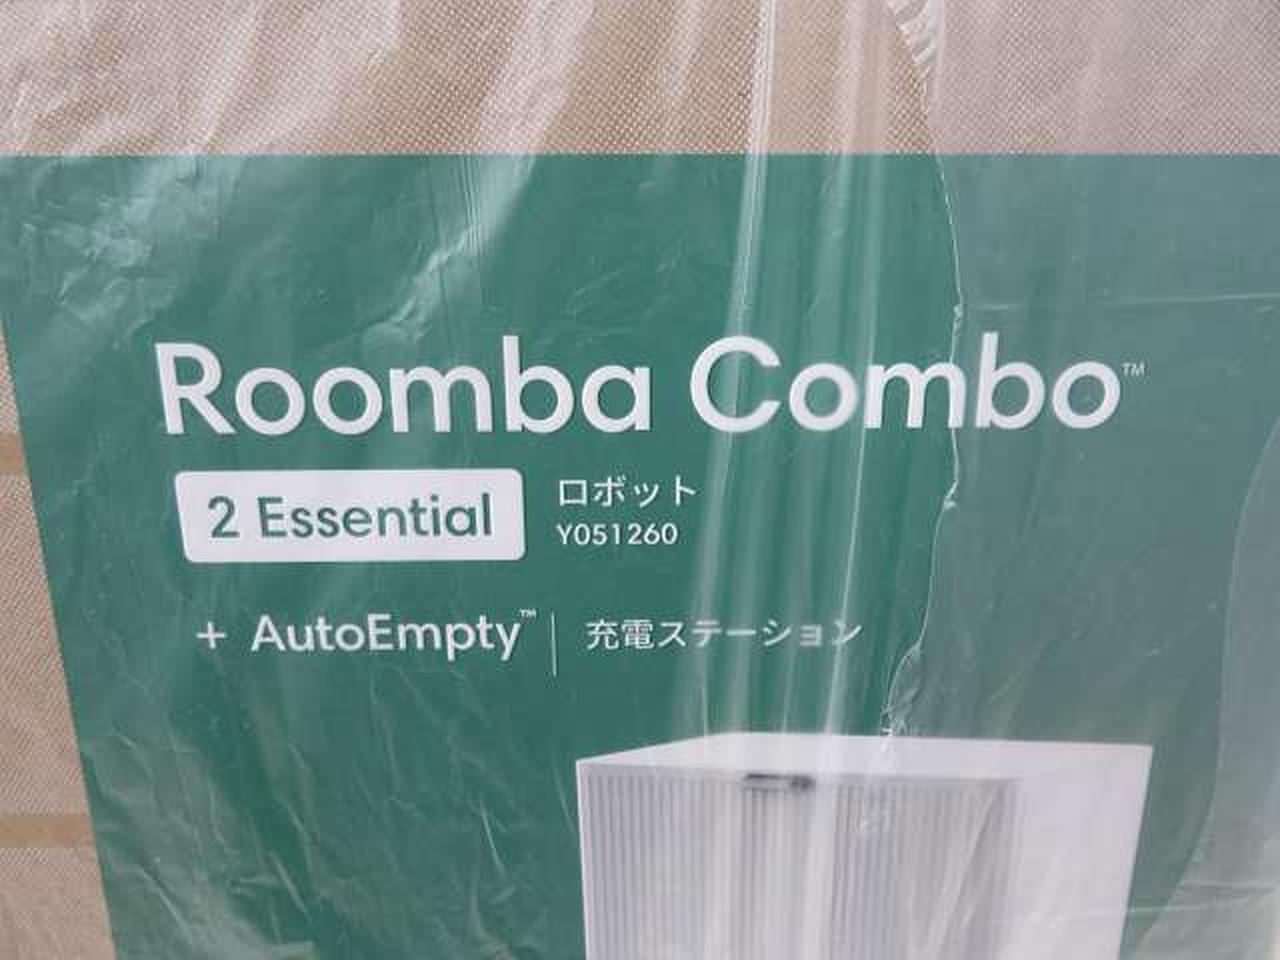 Roomba Combo™
2 Essential
ロボット
Y051260
+ AutoEmpty™ | 充電ステーション